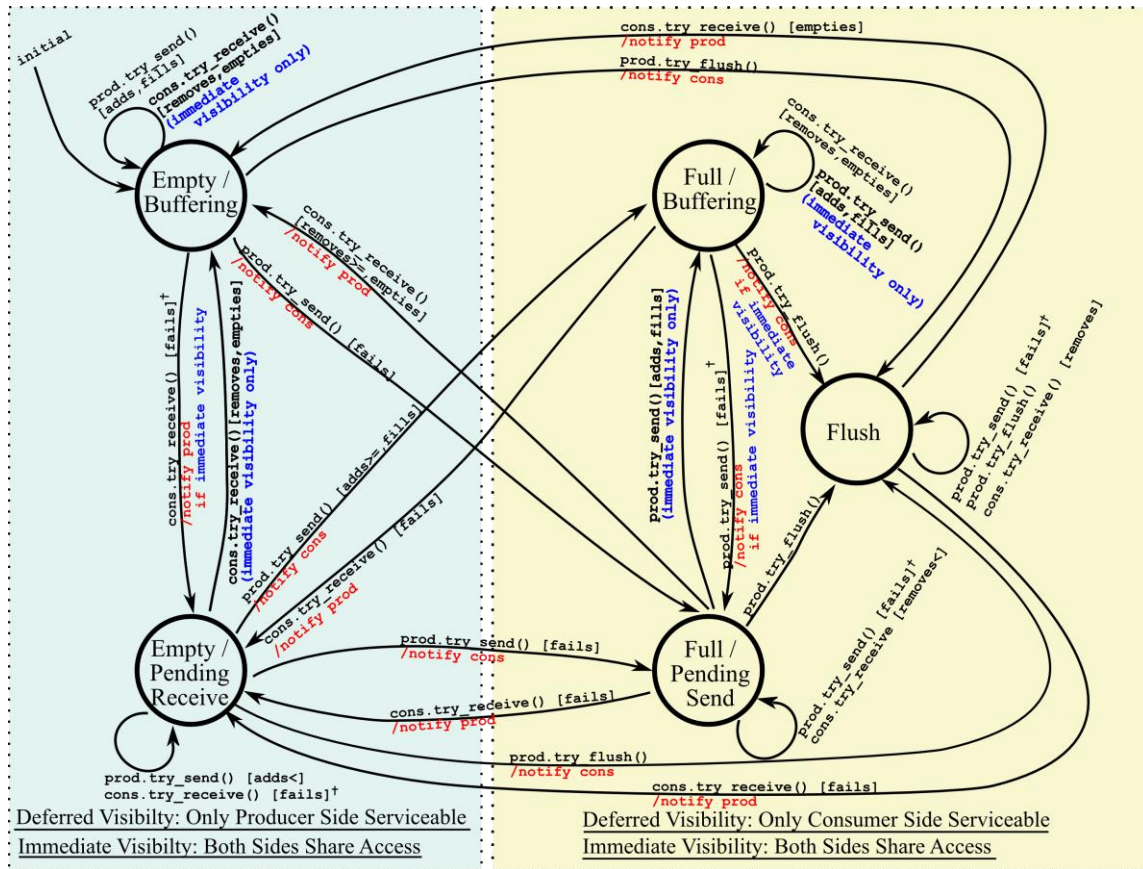 initial
prod.try_send()
[adds,fills]
cons.try_receive()
[removes,empties]
(immediate
visibility only)
cons.try_receive() [empties]
/notify prod
prod.try_flush()
/notify cons
Empty /
Buffering
Full /
Buffering
cons.try_receive()
[removes,empties]
prod.try_send()
[adds,fills]
(immediate
visibility only)
cons.try_receive()
[removes>=,empties]
/notify prod
prod.try_send() [fails]
/notify cons
prod.try_flush()
/notify cons
if immediate
visibility
cons.try_receive() [fails]†
/notify prod
if immediate visibility
cons.try_receive()[removes,empties]
(immediate visibility only)
prod.try_send() [adds>=,fills]
/notify cons
cons.try_receive() [fails]
/notify prod
prod.try_send()[adds,fills]
(immediate visibility only)
prod.try_send() [fails]†
/notify cons
if immediate visibility
Flush
prod.try_send() [fails]†
prod.try_flush()
cons.try_receive() [removes]
prod.try_flush()
Empty /
Pending
Receive
Full /
Pending
Send
prod.try_send() [fails]
/notify cons
cons.try_receive() [fails]
/notify prod
prod.try_send() [fails]†
cons.try_receive [removes<]
prod.try_flush()
/notify cons
cons.try_receive() [fails]
/notify prod
prod.try_send() [adds<]
cons.try_receive() [fails]†
Deferred Visibilty: Only Producer Side Serviceable
Immediate Visibilty: Both Sides Share Access
Deferred Visibilty: Only Consumer Side Serviceable
Immediate Visibilty: Both Sides Share Access